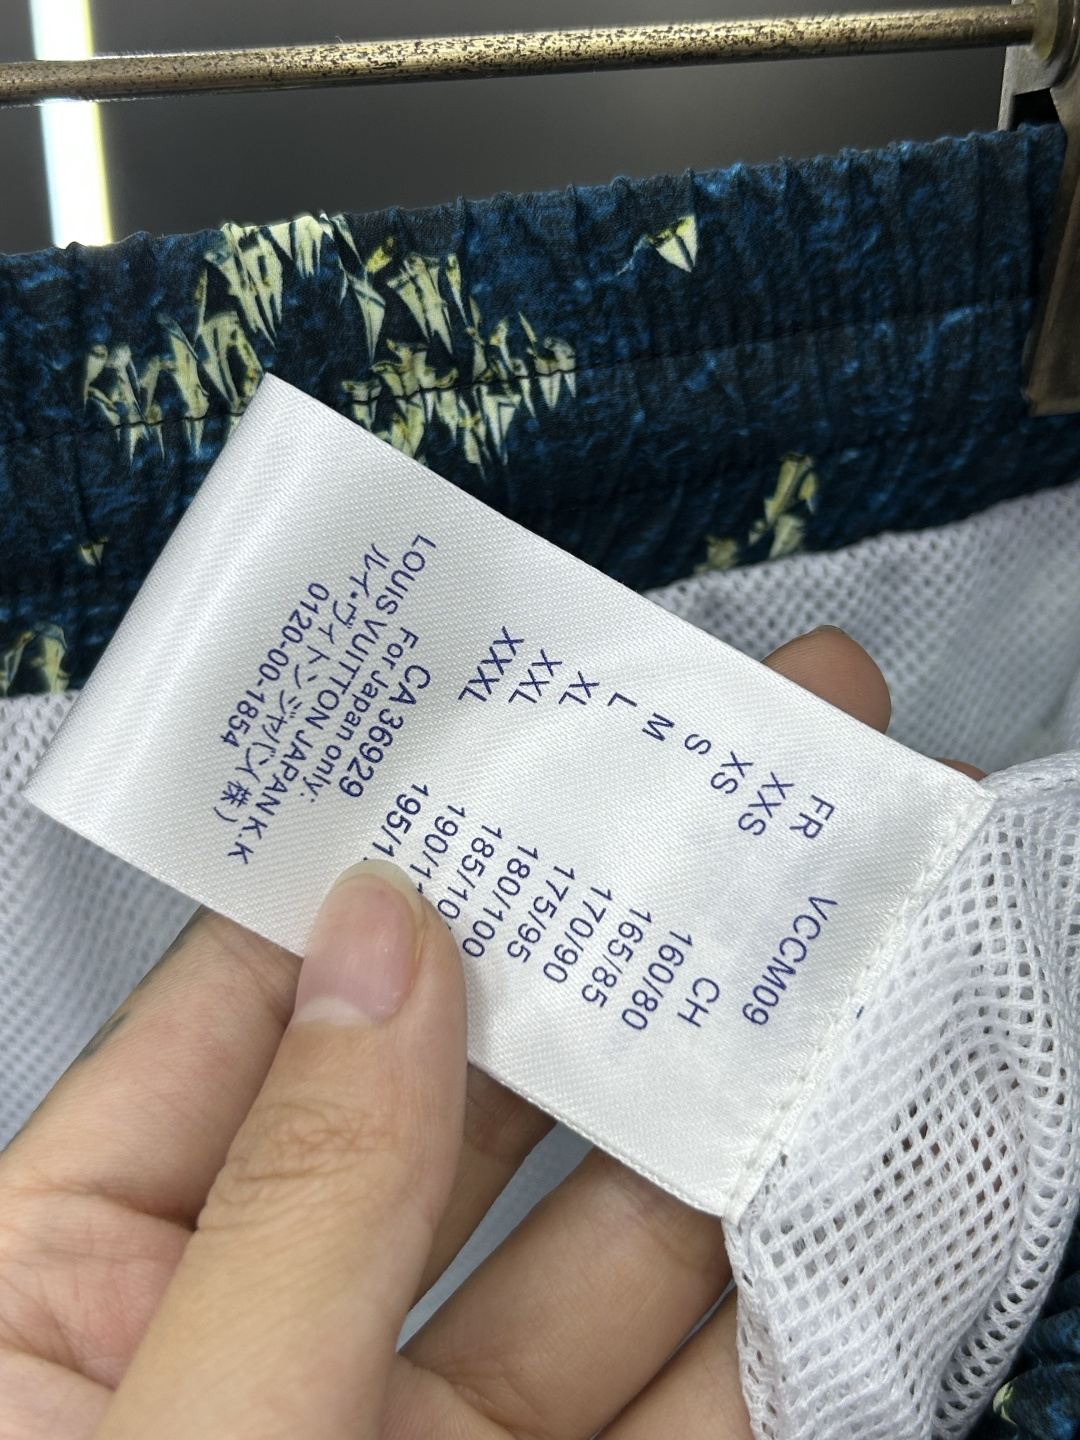 VCCM09
FR CH
XXS 160/80
XS 165/85
S 170/90
M 175/95
L 180/100
XL
XXL
XXXL
CA 36929
For Japan only:
LOUIS VUITTON JAPAN K.K
ルイ・ヴィトンジャパン(株)
0120-00-1854